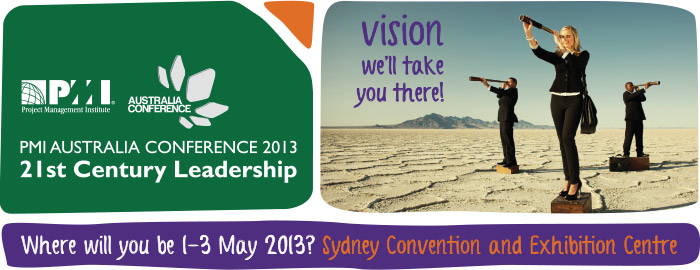 PMI®
Project Management Institute
AUSTRALIA
CONFERENCE
PMI AUSTRALIA CONFERENCE 2013
21st Century Leadership
vision
we'll take
you there!
Where will you be 1-3 May 2013? Sydney Convention and Exhibition Centre